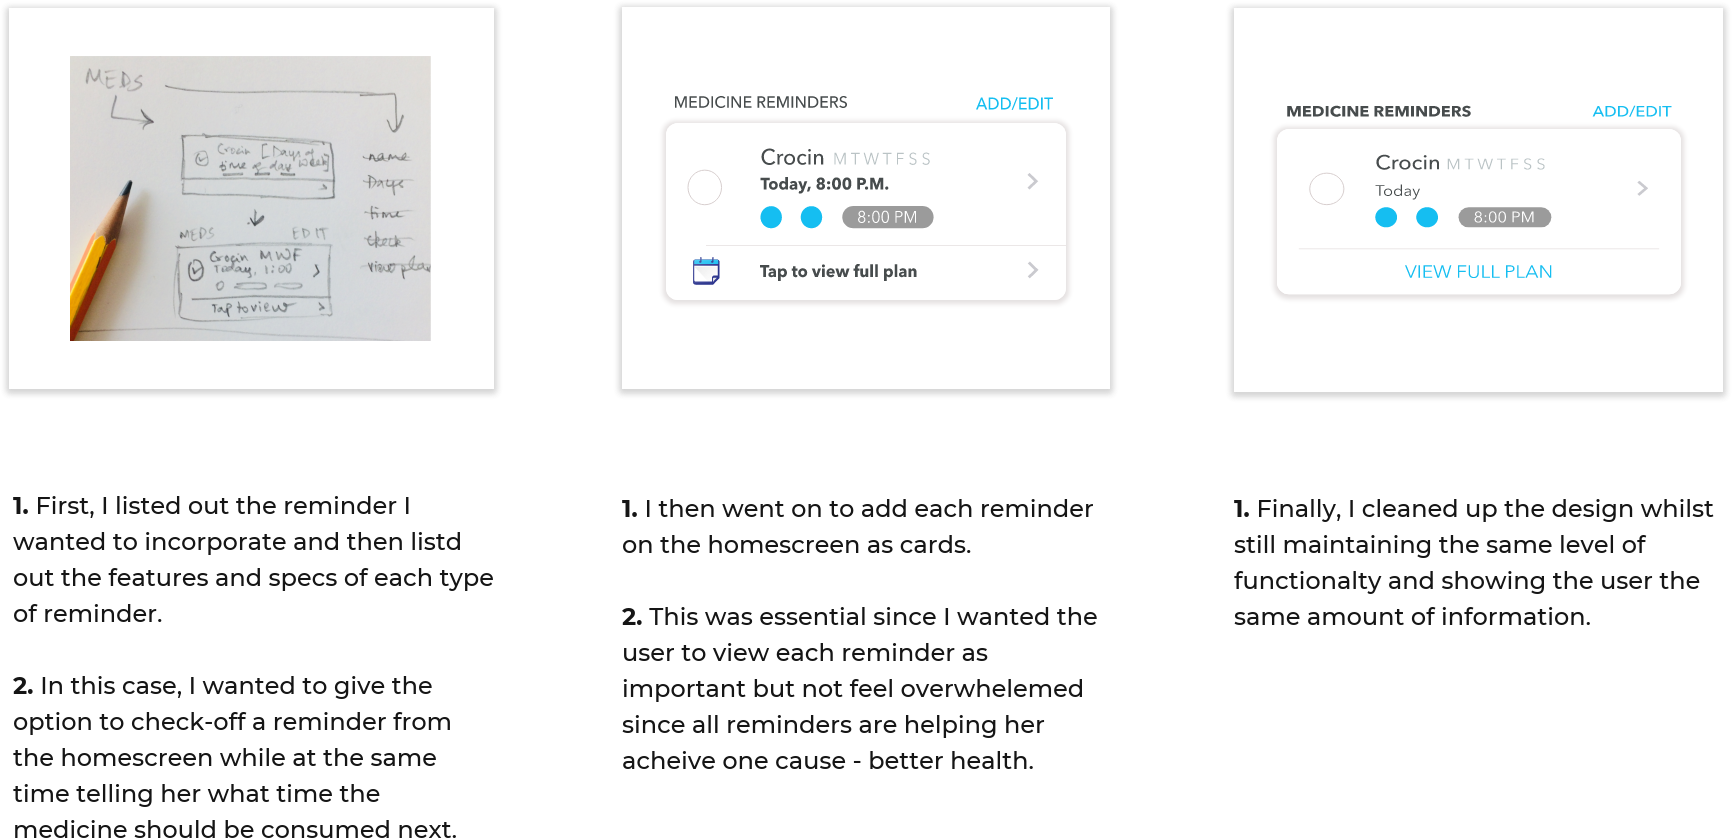 MEDS
Crocin [Days of
time of day week]
name
Days
time
check
view plan
MEDS EDIT
Crocin MWF
Today, 1:00
Tap to view
MEDICINE REMINDERS ADD/EDIT
Crocin M T W T F S S
Today, 8:00 P.M.
8:00 PM
Tap to view full plan
MEDICINE REMINDERS ADD/EDIT
Crocin M T W T F S S
Today
8:00 PM
VIEW FULL PLAN
1. First, I listed out the reminder I
wanted to incorporate and then listd
out the features and specs of each type
of reminder.
2. In this case, I wanted to give the
option to check-off a reminder from
the homescreen while at the same
time telling her what time the
medicine should be consumed next.
1. I then went on to add each reminder
on the homescreen as cards.
2. This was essential since I wanted the
user to view each reminder as
important but not feel overwhelemed
since all reminders are helping her
acheive one cause - better health.
1. Finally, I cleaned up the design whilst
still maintaining the same level of
functionalty and showing the user the
same amount of information.